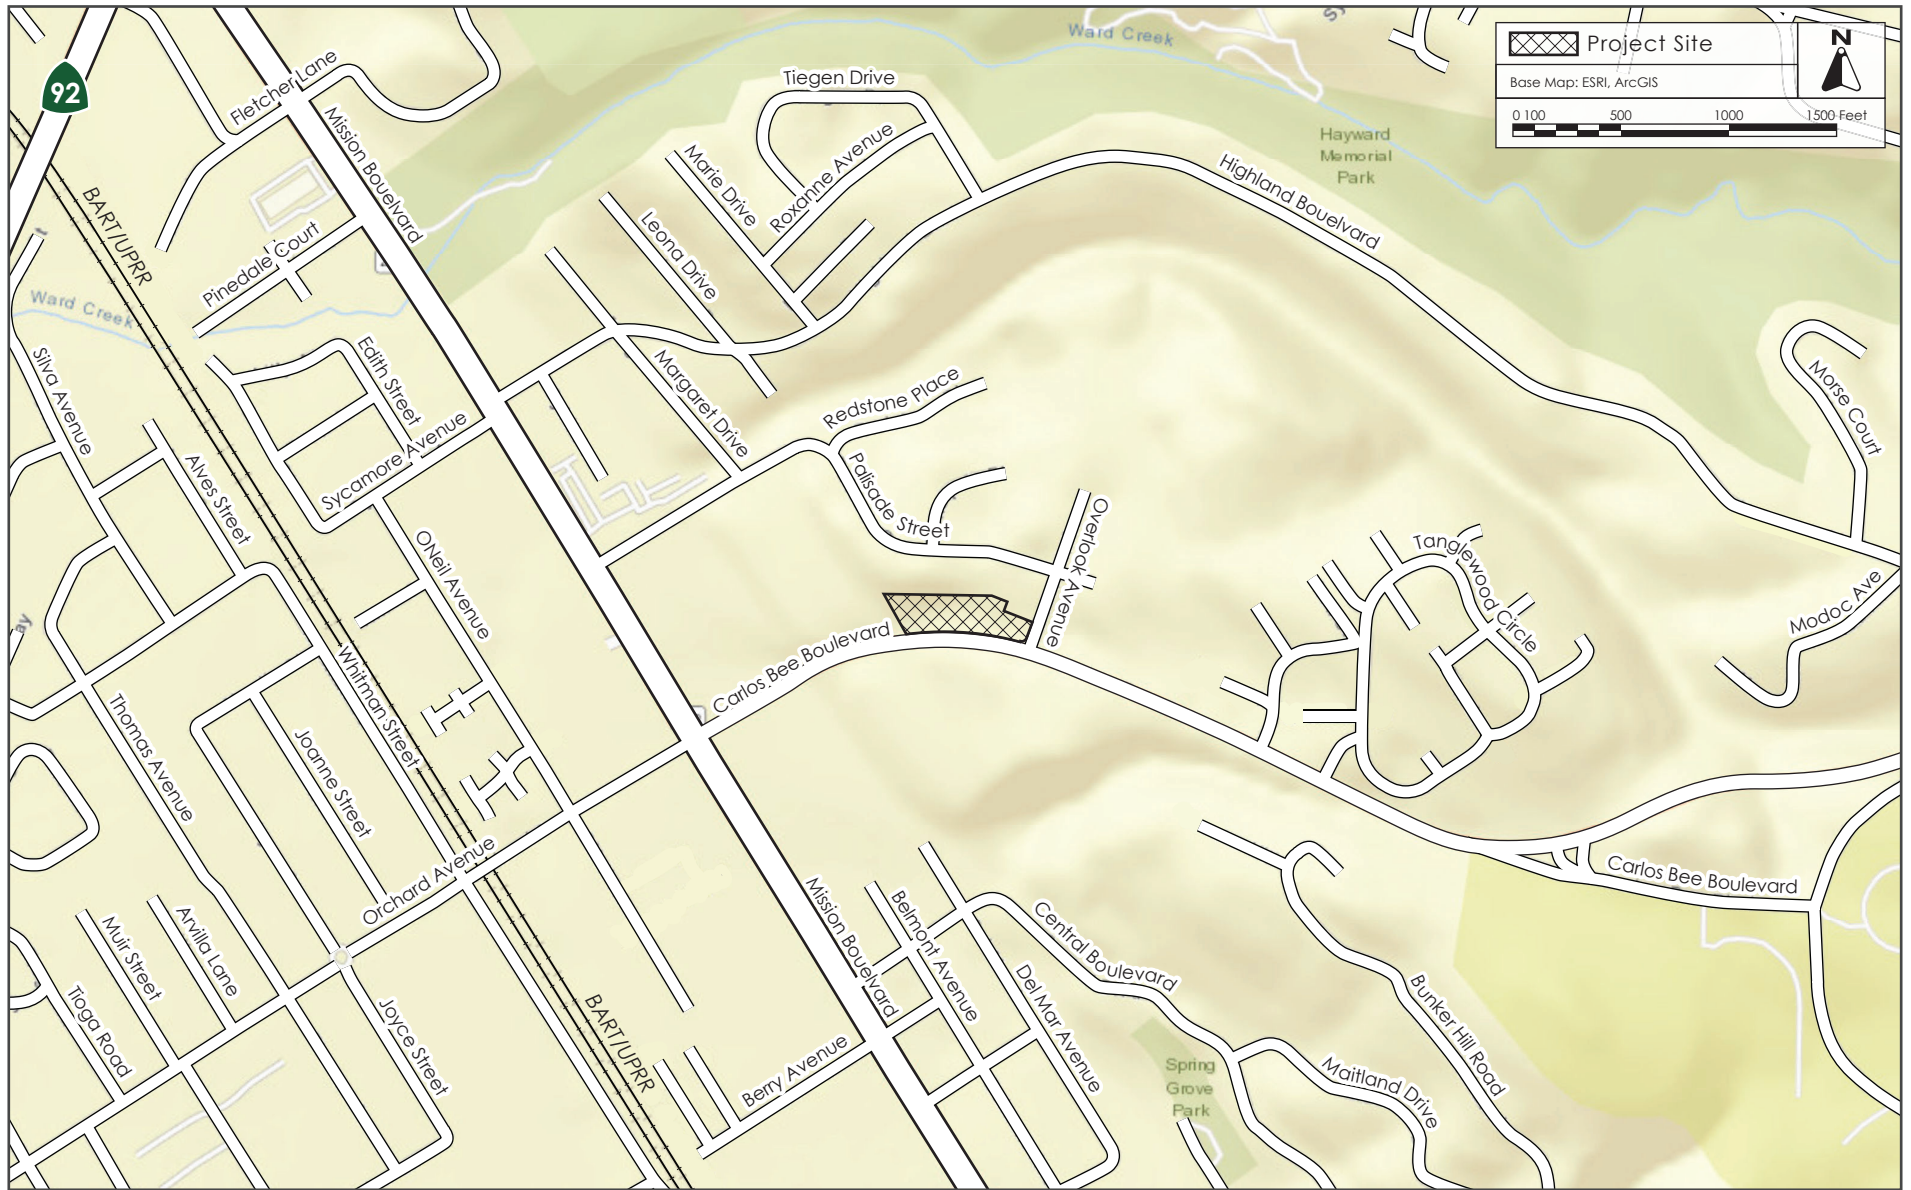 Ward Creek
Sy
Project Site
N
Base Map: ESRI, ArcGIS
0 100 500 1000 1500 Feet
92
Fletcher Lane
Tiegen Drive
Mission Bouelvard
Roxanne Avenue
Hayward
Memorial
Park
Marie Drive
Highland Bouelvard
BART/UPRR
Leona Drive
Pinedale Court
Ward Creek
Silva Avenue
Edith Street
Margaret Drive
Redstone Place
Morse Court
Sycamore Avenue
Alves Street
Palisade Street
Overlook Avenue
ONeil Avenue
Tanglewood Circle
Modoc Ave
ay
Carlos Bee Boulevard
Whitman Street
Thomas Avenue
Joanne Street
Orchard Avenue
Carlos Bee Boulevard
Mission Bouelvard
Belmont Avenue
Central Boulevard
Muir Street
Arvilla Lane
Del Mar Avenue
Bunker Hill Road
Tioga Road
Joyce Street
BART/UPRR
Berry Avenue
Spring
Grove
Park
Maitland Drive